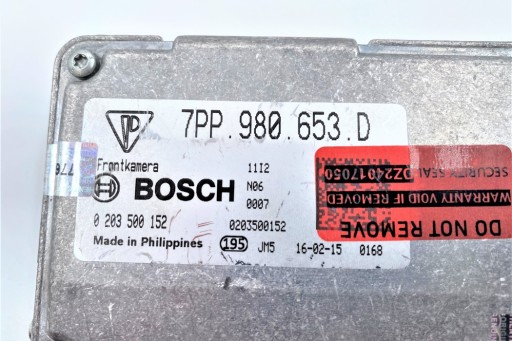 7PP.980.653.D
Frontkamera
11I2
BOSCH
N06
0007
0 203 500 152
0203500152
Made in Philippines
195 JM5 16-02-15 0168
SECURITY SEAL
DZ24017050
WARRANTY VOID IF REMOVED
DO NOT REMOVE